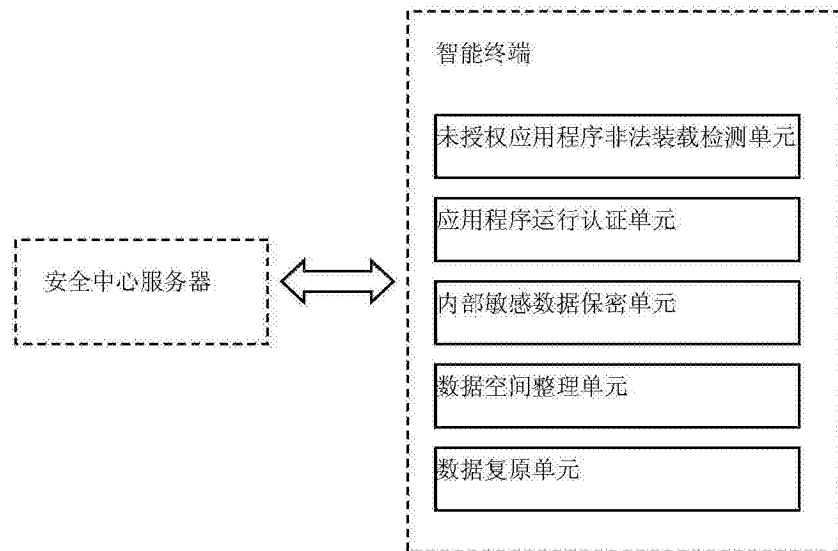 智能终端
未授权应用程序非法装载检测单元
应用程序运行认证单元
安全中心服务器
内部敏感数据保密单元
数据空间整理单元
数据复原单元